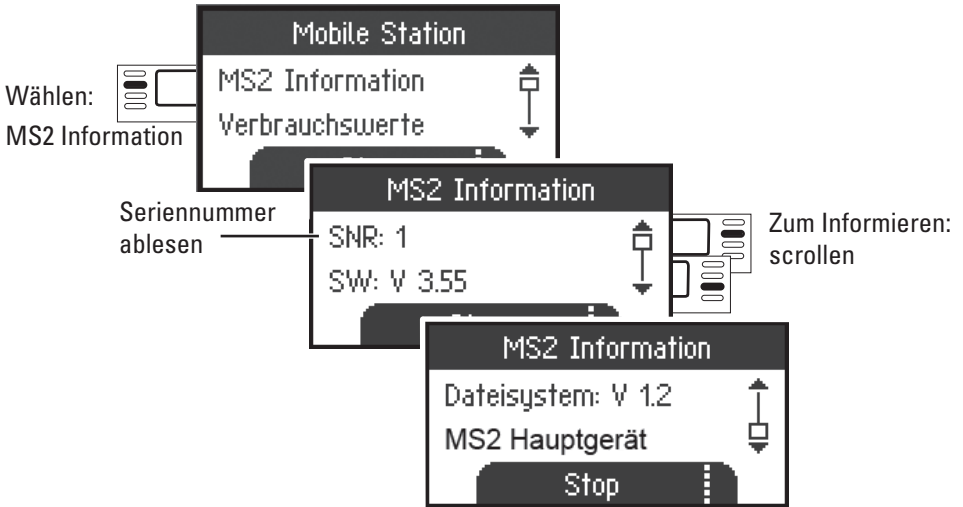 Mobile Station
MS2 Information
Verbrauchswerte
Wählen:
MS2 Information
MS2 Information
SNR: 1
SW: V 3.55
Seriennummer
ablesen
Zum Informieren:
scrollen
MS2 Information
Dateisystem: V 1.2
MS2 Hauptgerät
Stop